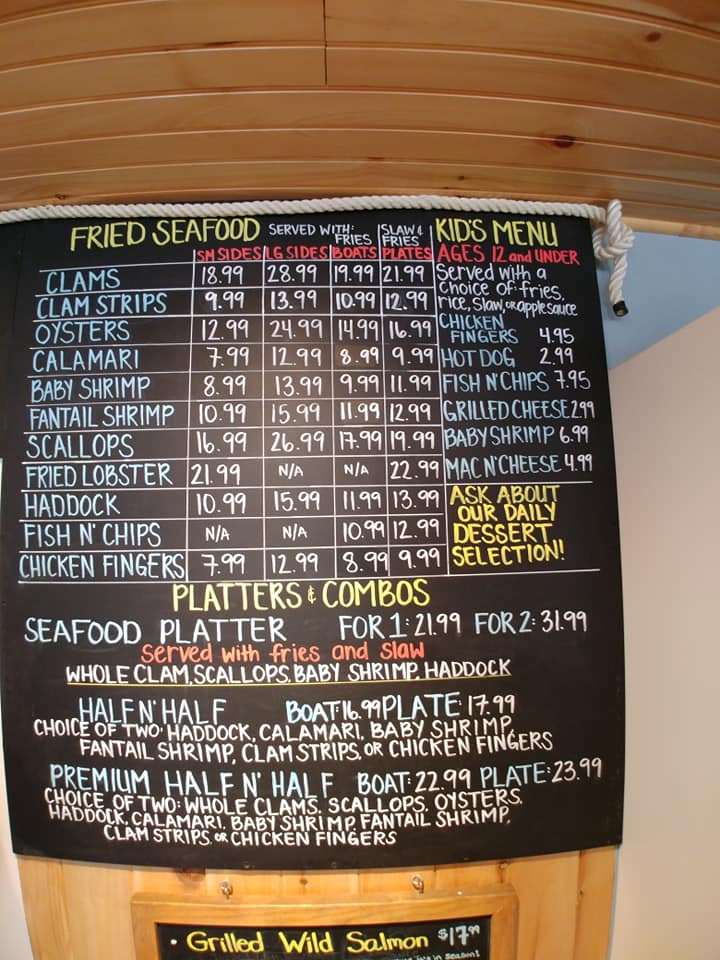 FRIED SEAFOOD SERVED WITH: FRIES SLAW & FRIES
SM SIDES LG SIDES BOATS PLATES
CLAMS 18.99 28.99 19.99 21.99
CLAM STRIPS 9.99 13.99 10.99 12.99
OYSTERS 12.99 24.99 14.99 16.99
CALAMARI 7.99 12.99 8.99 9.99
BABY SHRIMP 8.99 13.99 9.99 11.99
FANTAIL SHRIMP 10.99 15.99 11.99 12.99
SCALLOPS 16.99 26.99 17.99 19.99
FRIED LOBSTER 21.99 N/A N/A 22.99
HADDOCK 10.99 15.99 11.99 13.99
FISH N' CHIPS N/A N/A 10.99 12.99
CHICKEN FINGERS 7.99 12.99 8.99 9.99
KID'S MENU
AGES 12 and UNDER
Served with a
choice of: fries,
rice, slaw, or applesauce
CHICKEN
FINGERS 4.95
HOT DOG 2.99
FISH N' CHIPS 7.95
GRILLED CHEESE 2.99
BABY SHRIMP 6.99
MAC N' CHEESE 4.99
ASK ABOUT
OUR DAILY
DESSERT
SELECTION!
PLATTERS & COMBOS
SEAFOOD PLATTER FOR 1: 21.99 FOR 2: 31.99
Served with fries and slaw
WHOLE CLAM, SCALLOPS, BABY SHRIMP, HADDOCK
HALF N' HALF BOAT: 16.99 PLATE: 17.99
CHOICE OF TWO: HADDOCK, CALAMARI, BABY SHRIMP,
FANTAIL SHRIMP, CLAM STRIPS, OR CHICKEN FINGERS
PREMIUM HALF N' HALF BOAT: 22.99 PLATE: 23.99
CHOICE OF TWO: WHOLE CLAMS, SCALLOPS, OYSTERS,
HADDOCK, CALAMARI, BABY SHRIMP, FANTAIL SHRIMP,
CLAM STRIPS OR CHICKEN FINGERS
• Grilled Wild Salmon $17.99
in season!